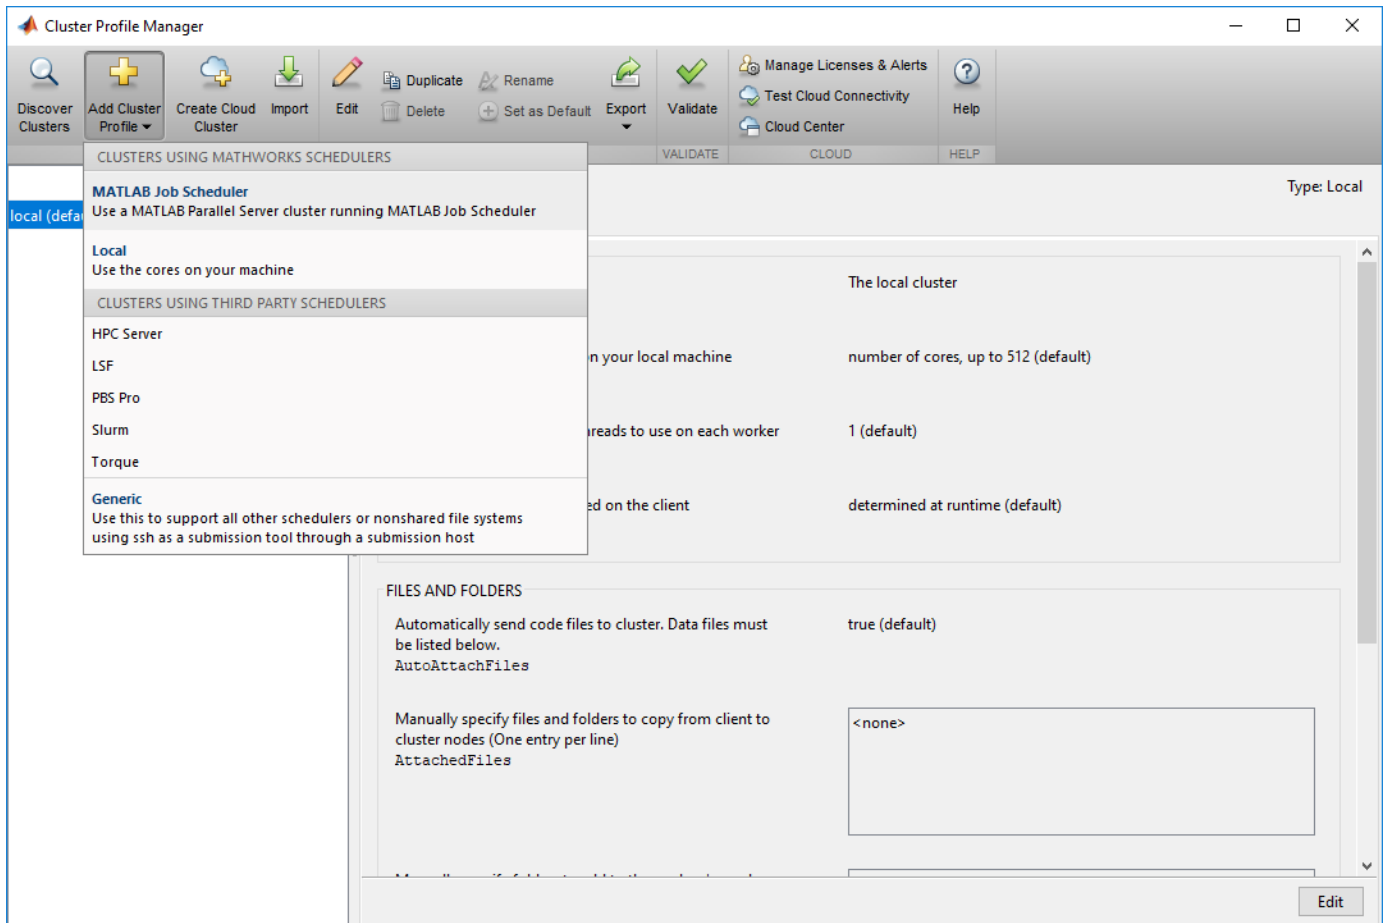 Cluster Profile Manager
Discover Clusters
Add Cluster Profile
Create Cloud Cluster
Import
Edit
Duplicate
Delete
Rename
Set as Default
Export
Validate
Manage Licenses & Alerts
Test Cloud Connectivity
Cloud Center
Help
VALIDATE
CLOUD
HELP
CLUSTERS USING MATHWORKS SCHEDULERS
MATLAB Job Scheduler
Use a MATLAB Parallel Server cluster running MATLAB Job Scheduler
Local
Use the cores on your machine
CLUSTERS USING THIRD PARTY SCHEDULERS
HPC Server
LSF
PBS Pro
Slurm
Torque
Generic
Use this to support all other schedulers or nonshared file systems
using ssh as a submission tool through a submission host
local (defa
Type: Local
The local cluster
n your local machine
number of cores, up to 512 (default)
reads to use on each worker
1 (default)
ed on the client
determined at runtime (default)
FILES AND FOLDERS
Automatically send code files to cluster. Data files must
be listed below.
AutoAttachFiles
true (default)
Manually specify files and folders to copy from client to
cluster nodes (One entry per line)
AttachedFiles
<none>
Edit